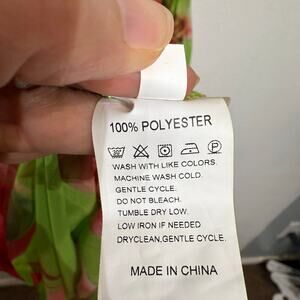 100% POLYESTER
WASH WITH LIKE COLORS.
MACHINE WASH COLD.
GENTLE CYCLE.
DO NOT BLEACH.
TUMBLE DRY LOW.
LOW IRON IF NEEDED
DRYCLEAN,GENTLE CYCLE.
MADE IN CHINA